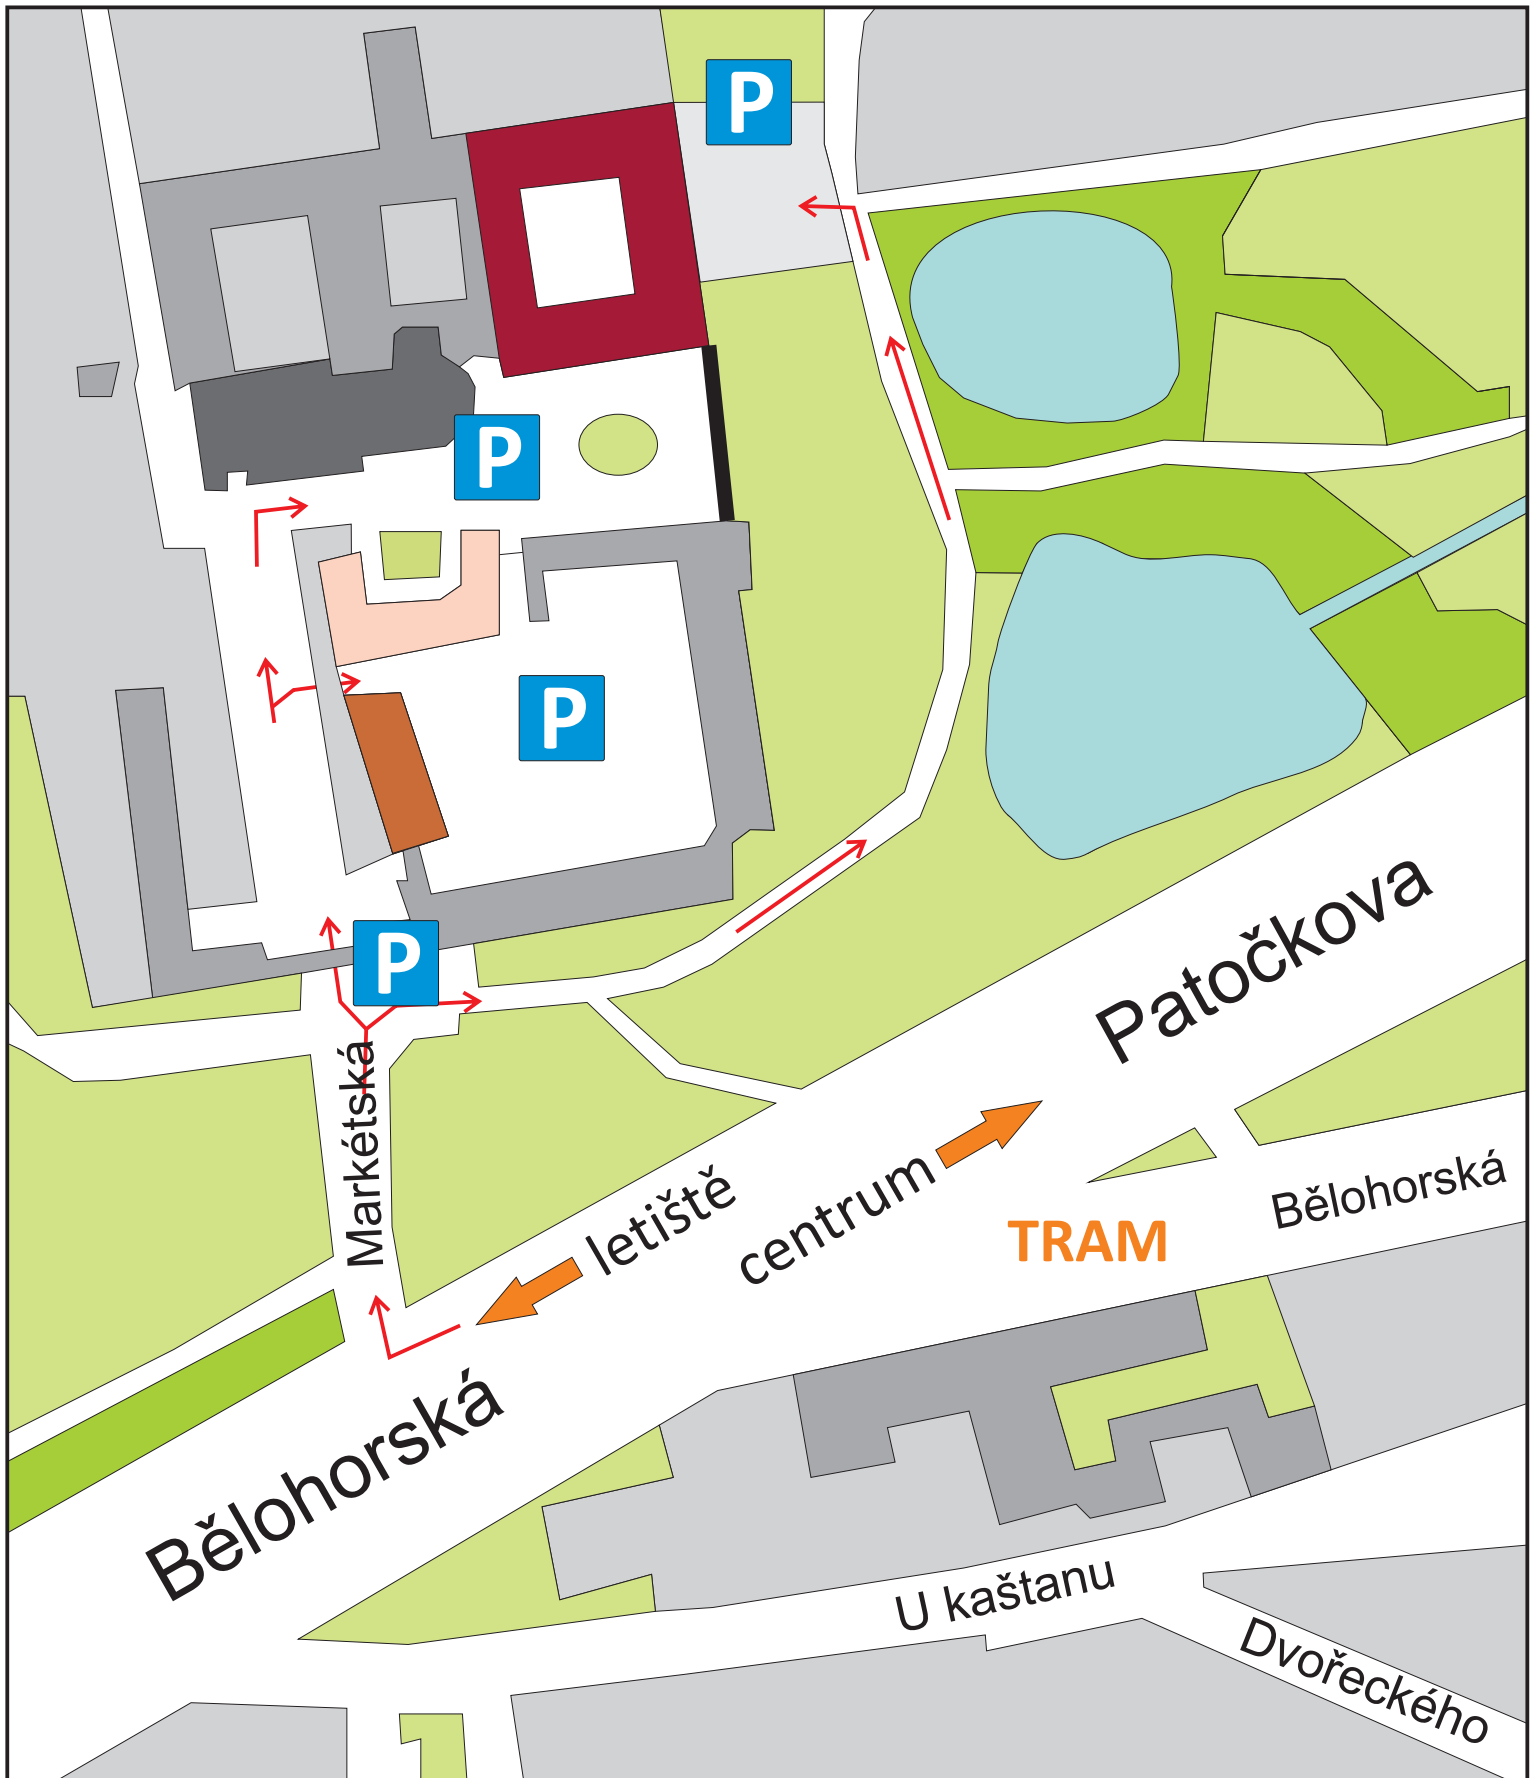 P
P
P
P
Patočkova
Markétská
letiště
centrum
TRAM
Bělohorská
Bělohorská
U kaštanu
Dvořeckého